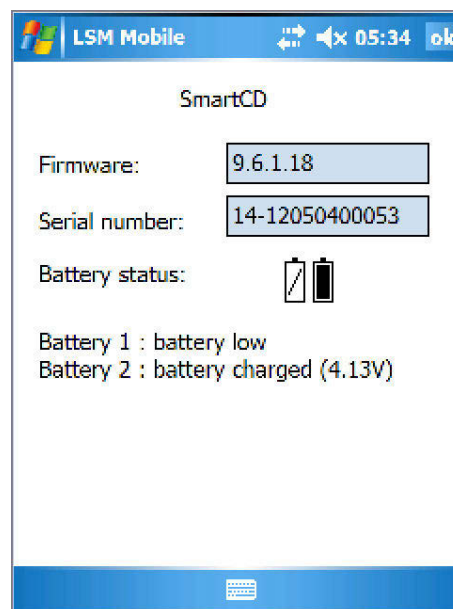 LSM Mobile 05:34 ok
SmartCD
Firmware: 9.6.1.18
Serial number: 14-12050400053
Battery status:
Battery 1 : battery low
Battery 2 : battery charged (4.13V)